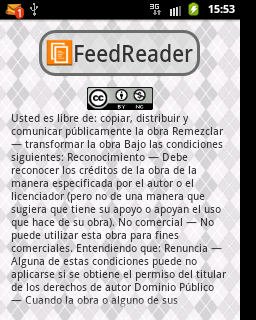 1
3G
15:53
FeedReader
cc
BY NC
Usted es libre de: copiar, distribuir y
comunicar públicamente la obra Remezclar
— transformar la obra Bajo las condiciones
siguientes: Reconocimiento — Debe
reconocer los créditos de la obra de la
manera especificada por el autor o el
licenciador (pero no de una manera que
sugiera que tiene su apoyo o apoyan el uso
que hace de su obra). No comercial — No
puede utilizar esta obra para fines
comerciales. Entendiendo que: Renuncia —
Alguna de estas condiciones puede no
aplicarse si se obtiene el permiso del titular
de los derechos de autor Dominio Público
— Cuando la obra o alguno de sus